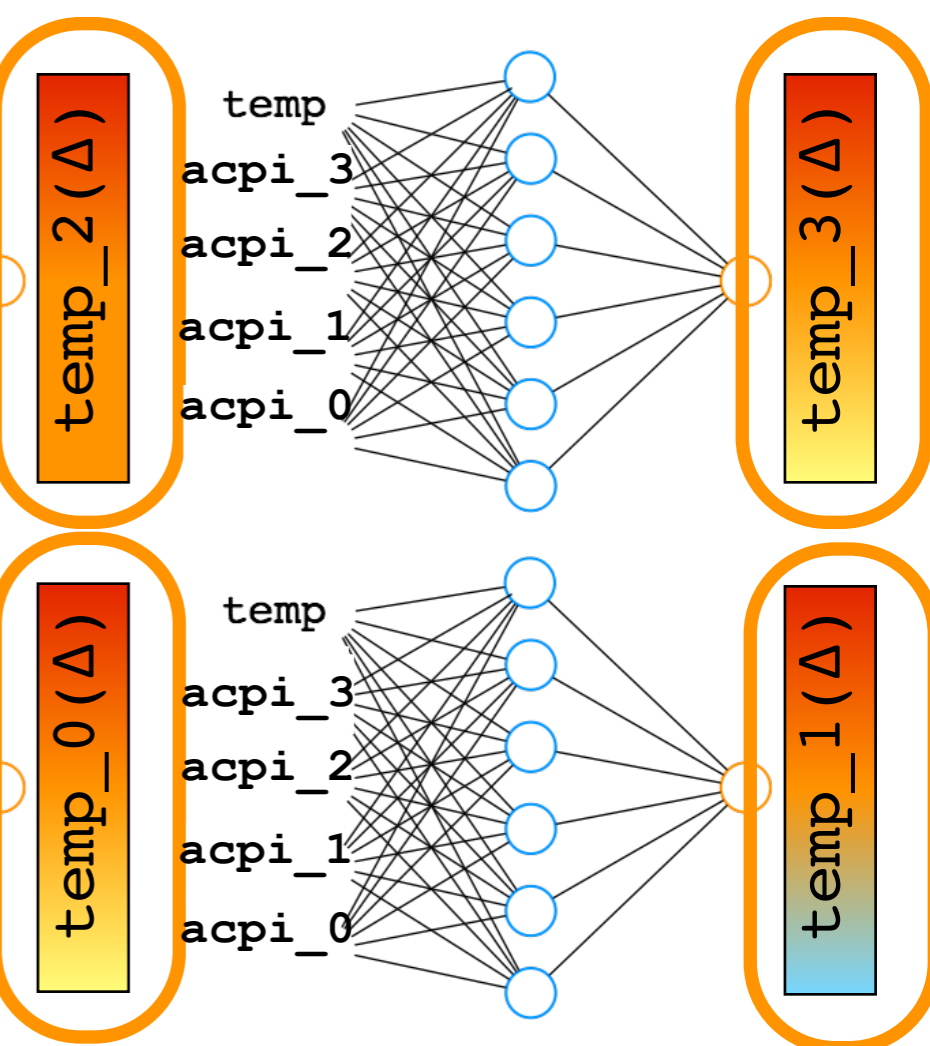 temp_2(Δ)
temp
acpi_3
acpi_2
acpi_1
acpi_0
temp_3(Δ)
temp_0(Δ)
temp
acpi_3
acpi_2
acpi_1
acpi_0
temp_1(Δ)